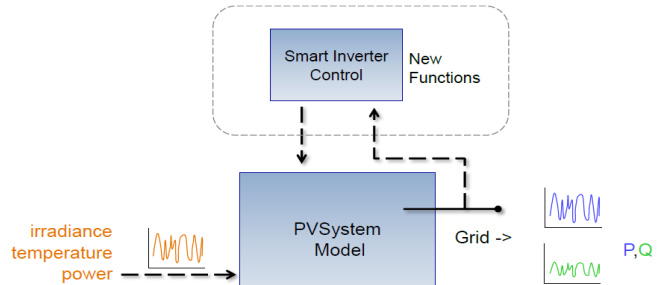 Smart Inverter
Control
New
Functions
PVSystem
Model
irradiance
temperature
power
Grid ->
P,Q